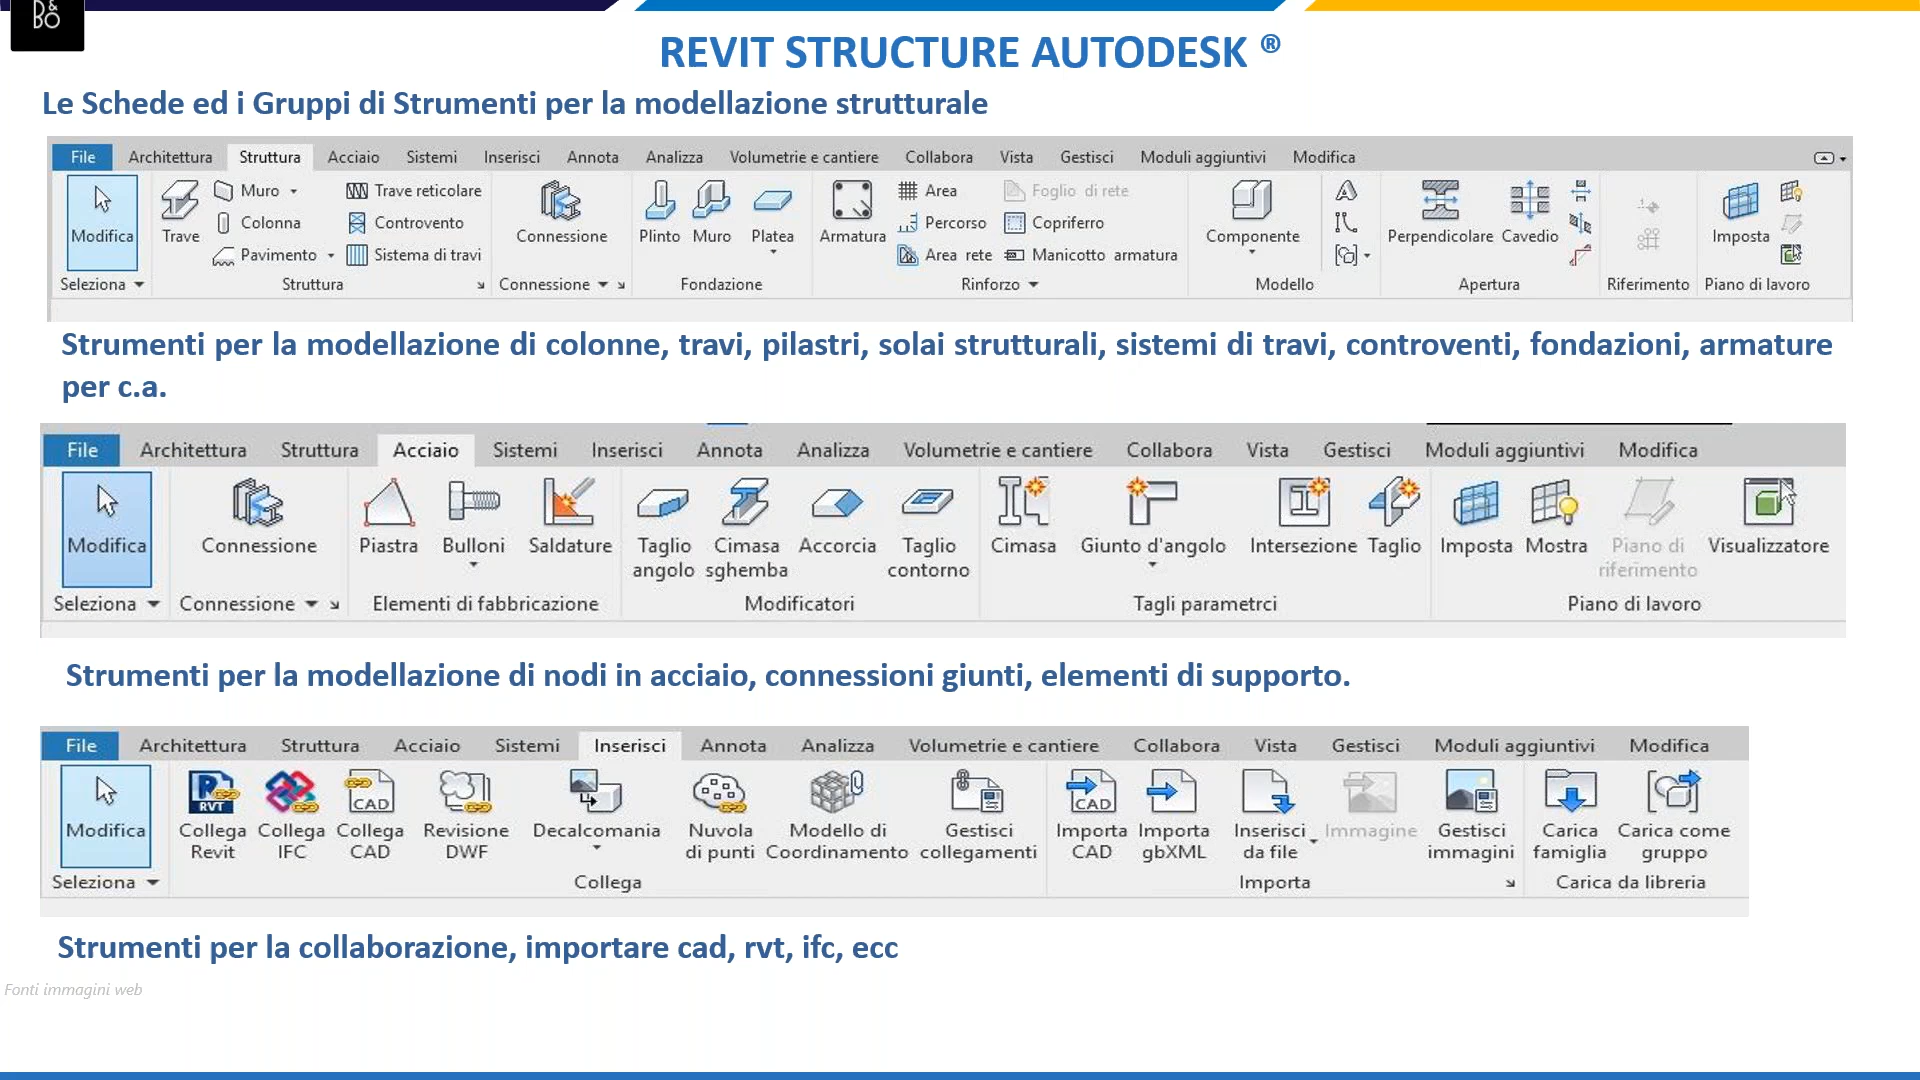 D&
BO
REVIT STRUCTURE AUTODESK ®
Le Schede ed i Gruppi di Strumenti per la modellazione strutturale
File Architettura Struttura Acciaio Sistemi Inserisci Annota Analizza Volumetrie e cantiere Collabora Vista Gestisci Moduli aggiuntivi Modifica
Muro Trave reticolare Area Foglio di rete
Colonna Controvento Percorso Copriferro
Modifica Trave Connessione Plinto Muro Platea Armatura Componente Perpendicolare Cavedio Imposta
Pavimento Sistema di travi Area rete Manicotto armatura
Seleziona Struttura Connessione Fondazione Rinforzo Modello Apertura Riferimento Piano di lavoro
Strumenti per la modellazione di colonne, travi, pilastri, solai strutturali, sistemi di travi, controventi, fondazioni, armature
per c.a.
File Architettura Struttura Acciaio Sistemi Inserisci Annota Analizza Volumetrie e cantiere Collabora Vista Gestisci Moduli aggiuntivi Modifica
Modifica Connessione Piastra Bulloni Saldature Taglio Cimasa Accorcia Taglio Cimasa Giunto d'angolo Intersezione Taglio Imposta Mostra Piano di Visualizzatore
angolo sghemba contorno riferimento
Seleziona Connessione Elementi di fabbricazione Modificatori Tagli parametrci Piano di lavoro
Strumenti per la modellazione di nodi in acciaio, connessioni giunti, elementi di supporto.
File Architettura Struttura Acciaio Sistemi Inserisci Annota Analizza Volumetrie e cantiere Collabora Vista Gestisci Moduli aggiuntivi Modifica
RVT CAD CAD
Modifica Collega Collega Collega Revisione Decalcomania Nuvola Modello di Gestisci Importa Importa Inserisci Immagine Gestisci Carica Carica come
Revit IFC CAD DWF di punti Coordinamento collegamenti CAD gbXML da file immagini famiglia gruppo
Seleziona Collega Importa Carica da libreria
Strumenti per la collaborazione, importare cad, rvt, ifc, ecc
Fonti immagini web